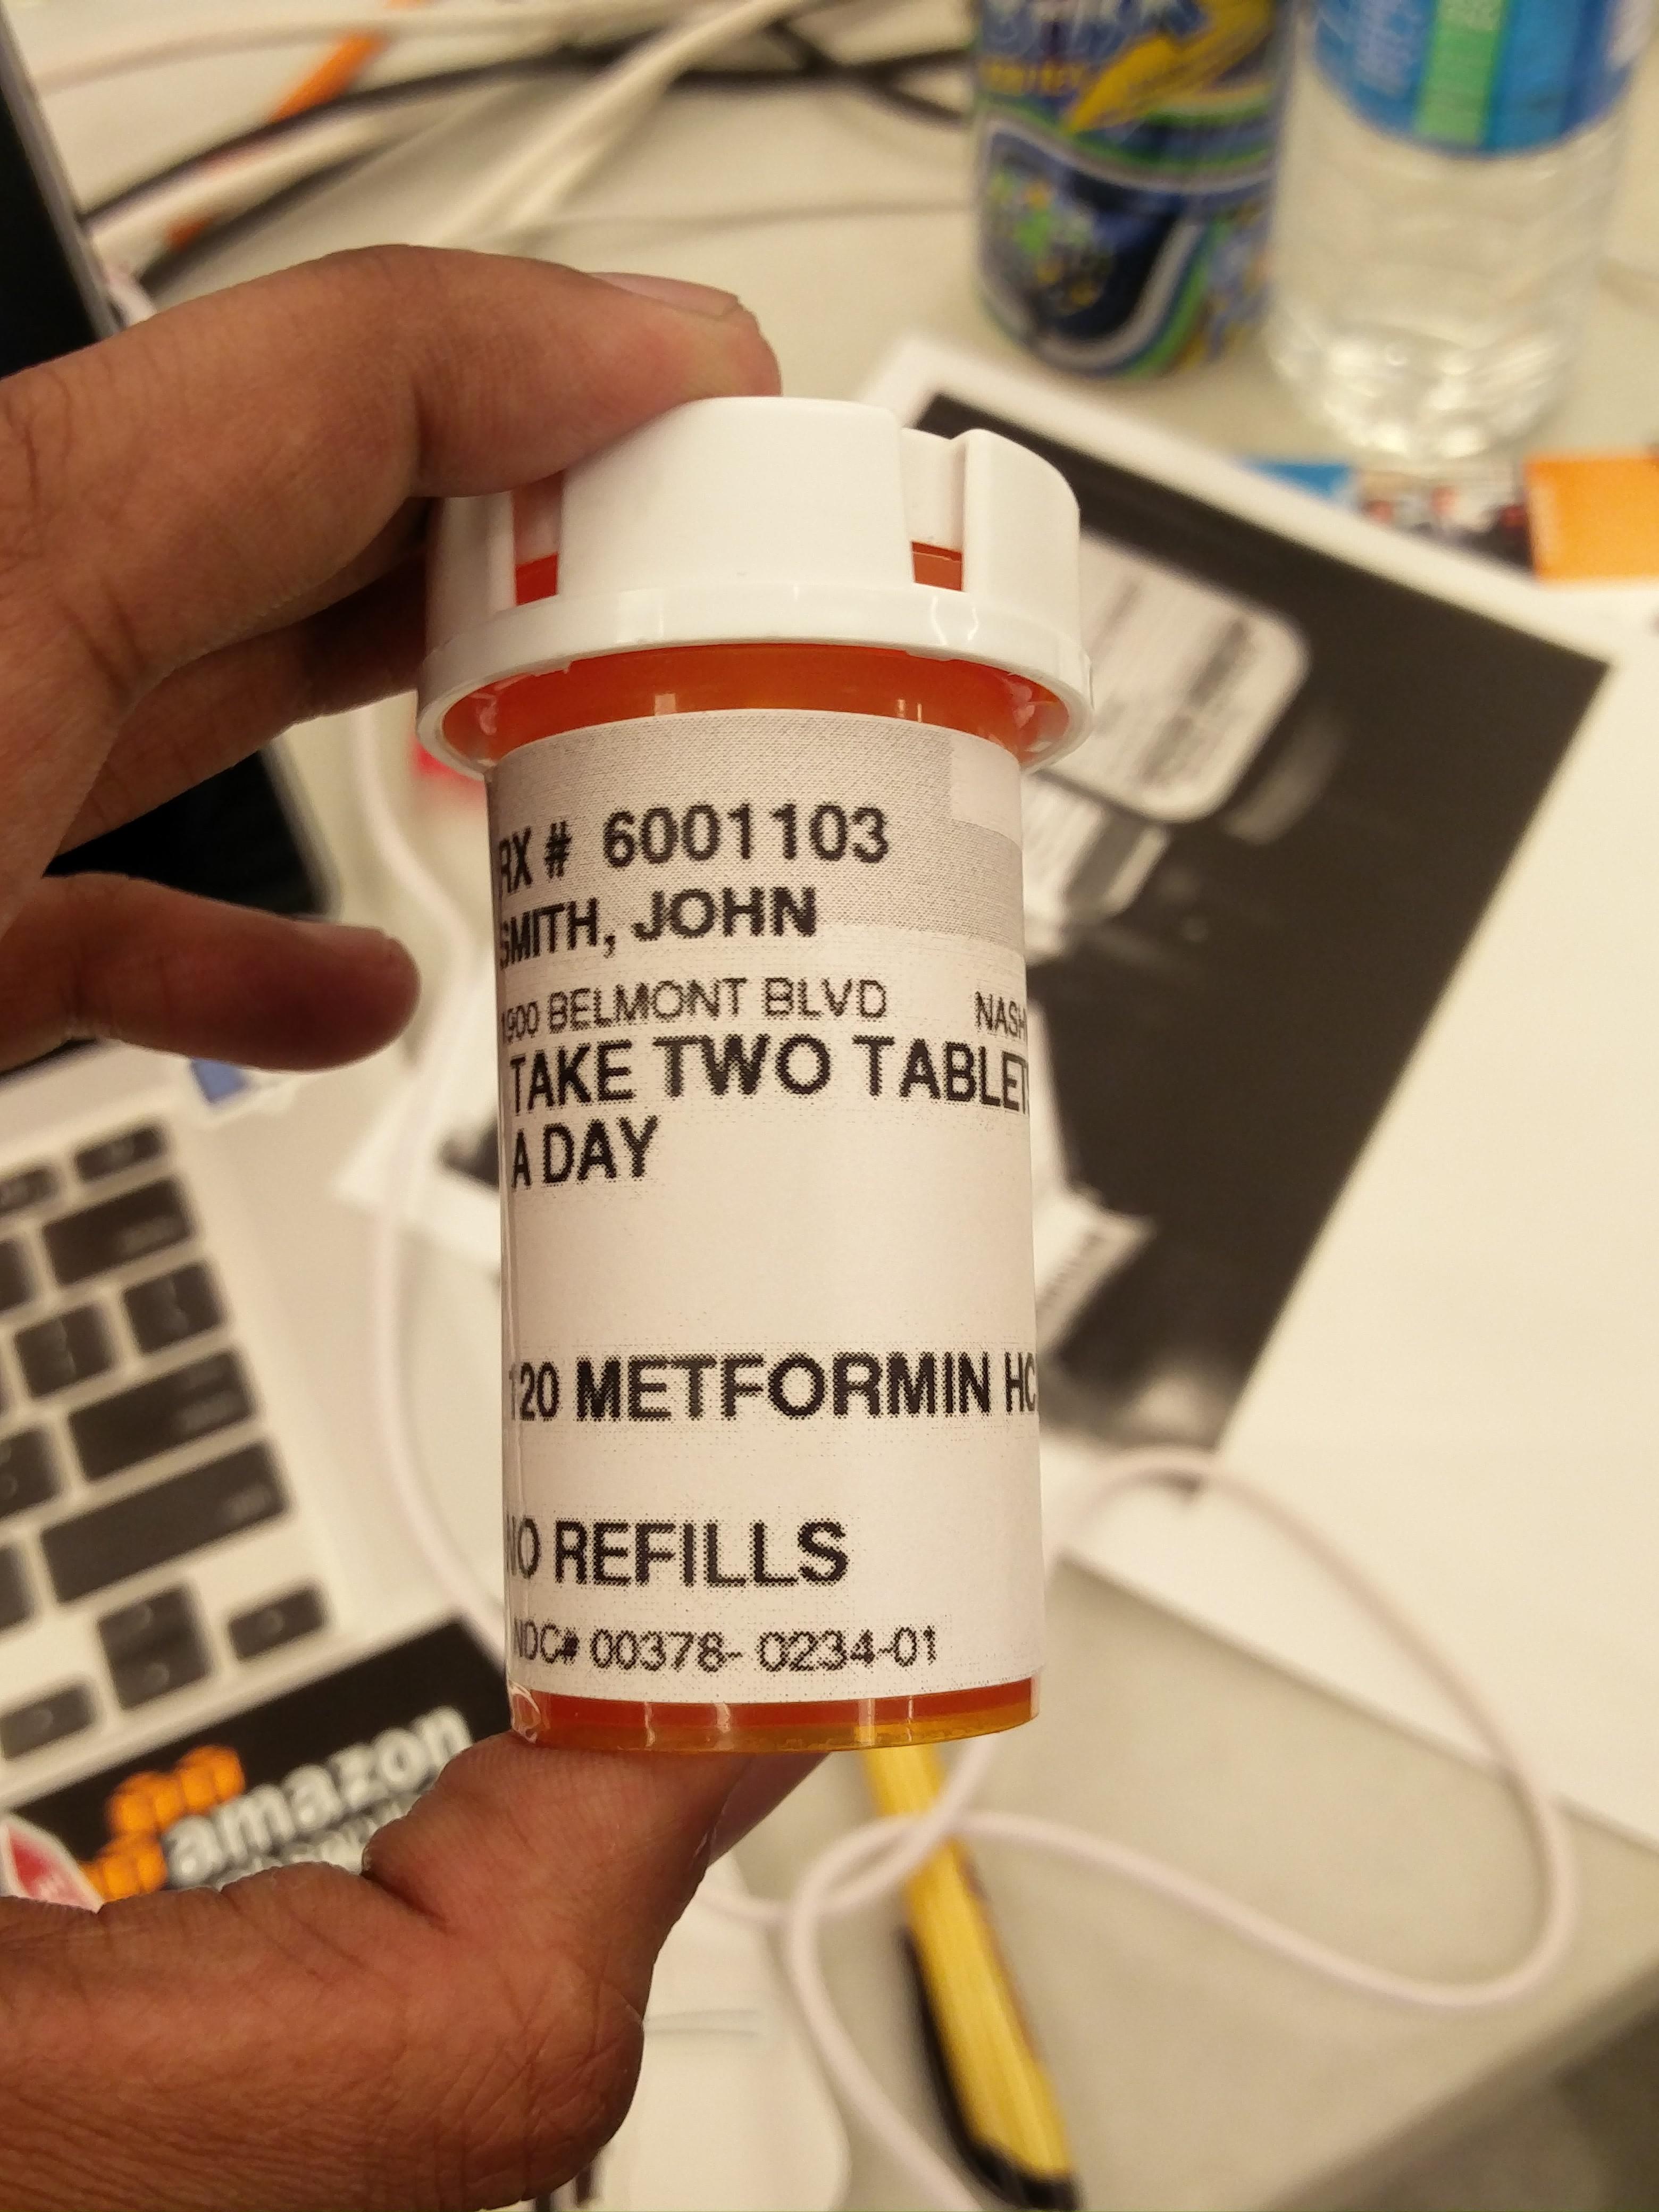 RX # 6001103
SMITH, JOHN
1900 BELMONT BLVD NASH
TAKE TWO TABLET
A DAY
120 METFORMIN HC
NO REFILLS
NDC# 00378- 0234-01
amazon